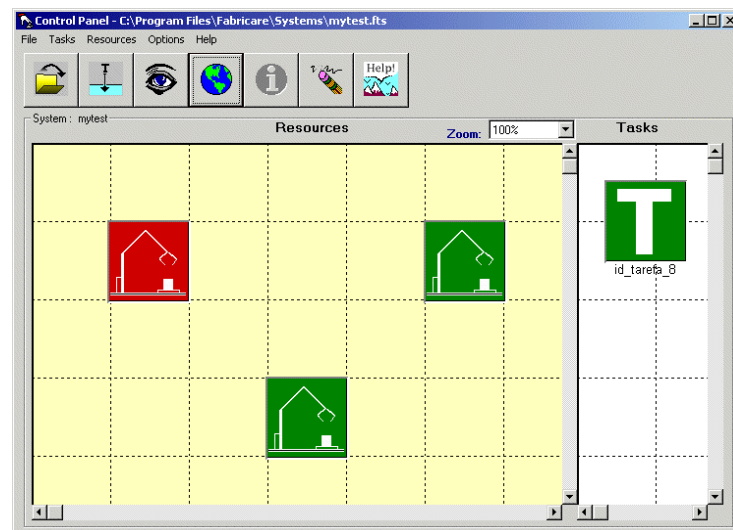 Control Panel - C:\Program Files\Fabricare\Systems\mytest.fts
File Tasks Resources Options Help
Help!
System : mytest
Resources
Zoom: 100%
Tasks
T
id_tarefa_8